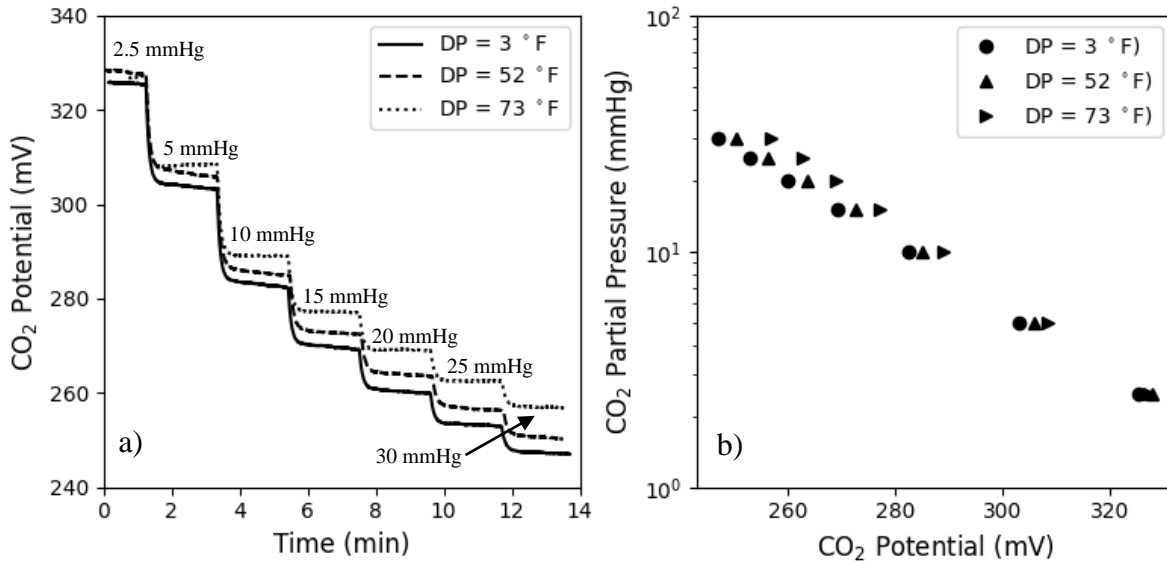 340
320
300
280
260
240
CO₂ Potential (mV)
0
2
4
6
8
10
12
14
Time (min)
DP = 3 °F
DP = 52 °F
DP = 73 °F
2.5 mmHg
5 mmHg
10 mmHg
15 mmHg
20 mmHg
25 mmHg
30 mmHg
a)
10²
10¹
10⁰
CO₂ Partial Pressure (mmHg)
260
280
300
320
CO₂ Potential (mV)
DP = 3 °F)
DP = 52 °F)
DP = 73 °F)
b)